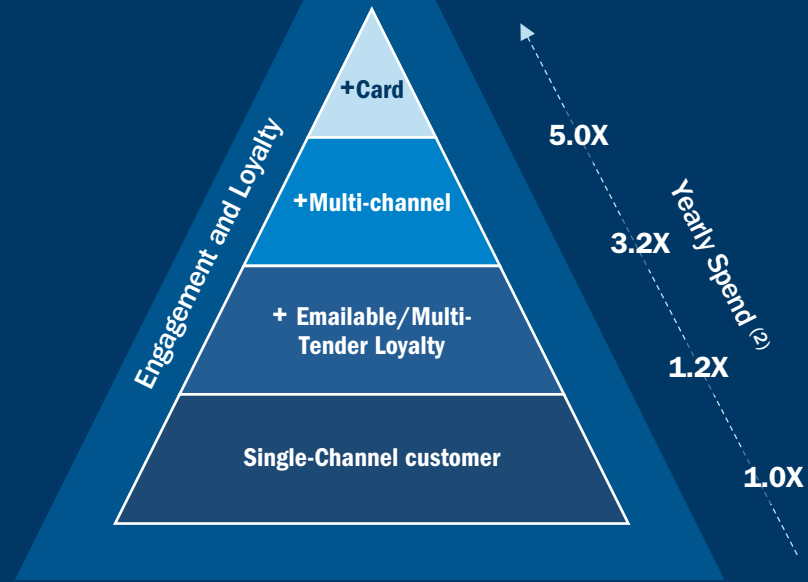 +Card
5.0X
Engagement and Loyalty
+Multi-channel
3.2X
Yearly Spend (2)
+ Emailable/Multi-
Tender Loyalty
1.2X
Single-Channel customer
1.0X